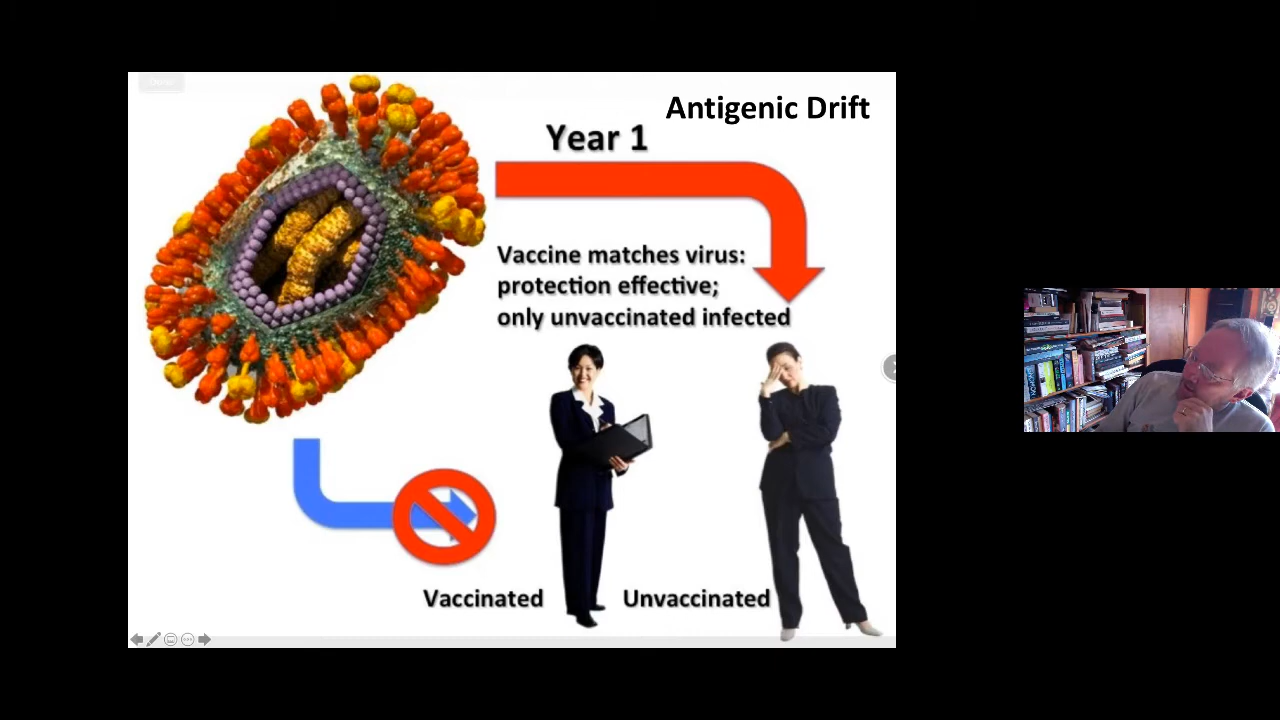 Antigenic Drift
Year 1
Vaccine matches virus:
protection effective;
only unvaccinated infected
Vaccinated
Unvaccinated